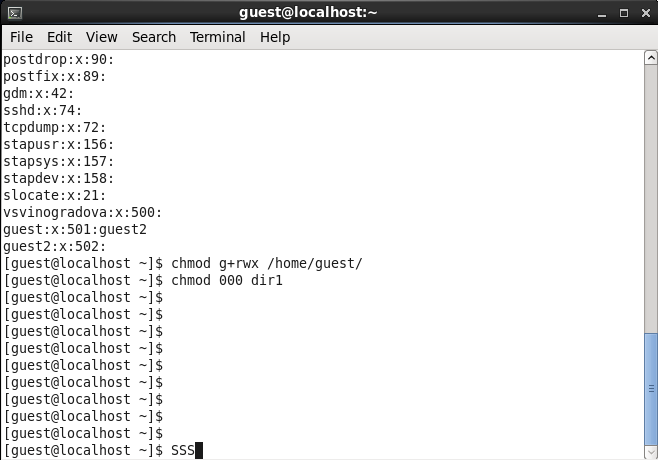 guest@localhost:~
File Edit View Search Terminal Help
postdrop:x:90:
postfix:x:89:
gdm:x:42:
sshd:x:74:
tcpdump:x:72:
stapusr:x:156:
stapsys:x:157:
stapdev:x:158:
slocate:x:21:
vsvinogradova:x:500:
guest:x:501:guest2
guest2:x:502:
[guest@localhost ~]$ chmod g+rwx /home/guest/
[guest@localhost ~]$ chmod 000 dir1
[guest@localhost ~]$
[guest@localhost ~]$
[guest@localhost ~]$
[guest@localhost ~]$
[guest@localhost ~]$
[guest@localhost ~]$
[guest@localhost ~]$
[guest@localhost ~]$
[guest@localhost ~]$
[guest@localhost ~]$ SSS